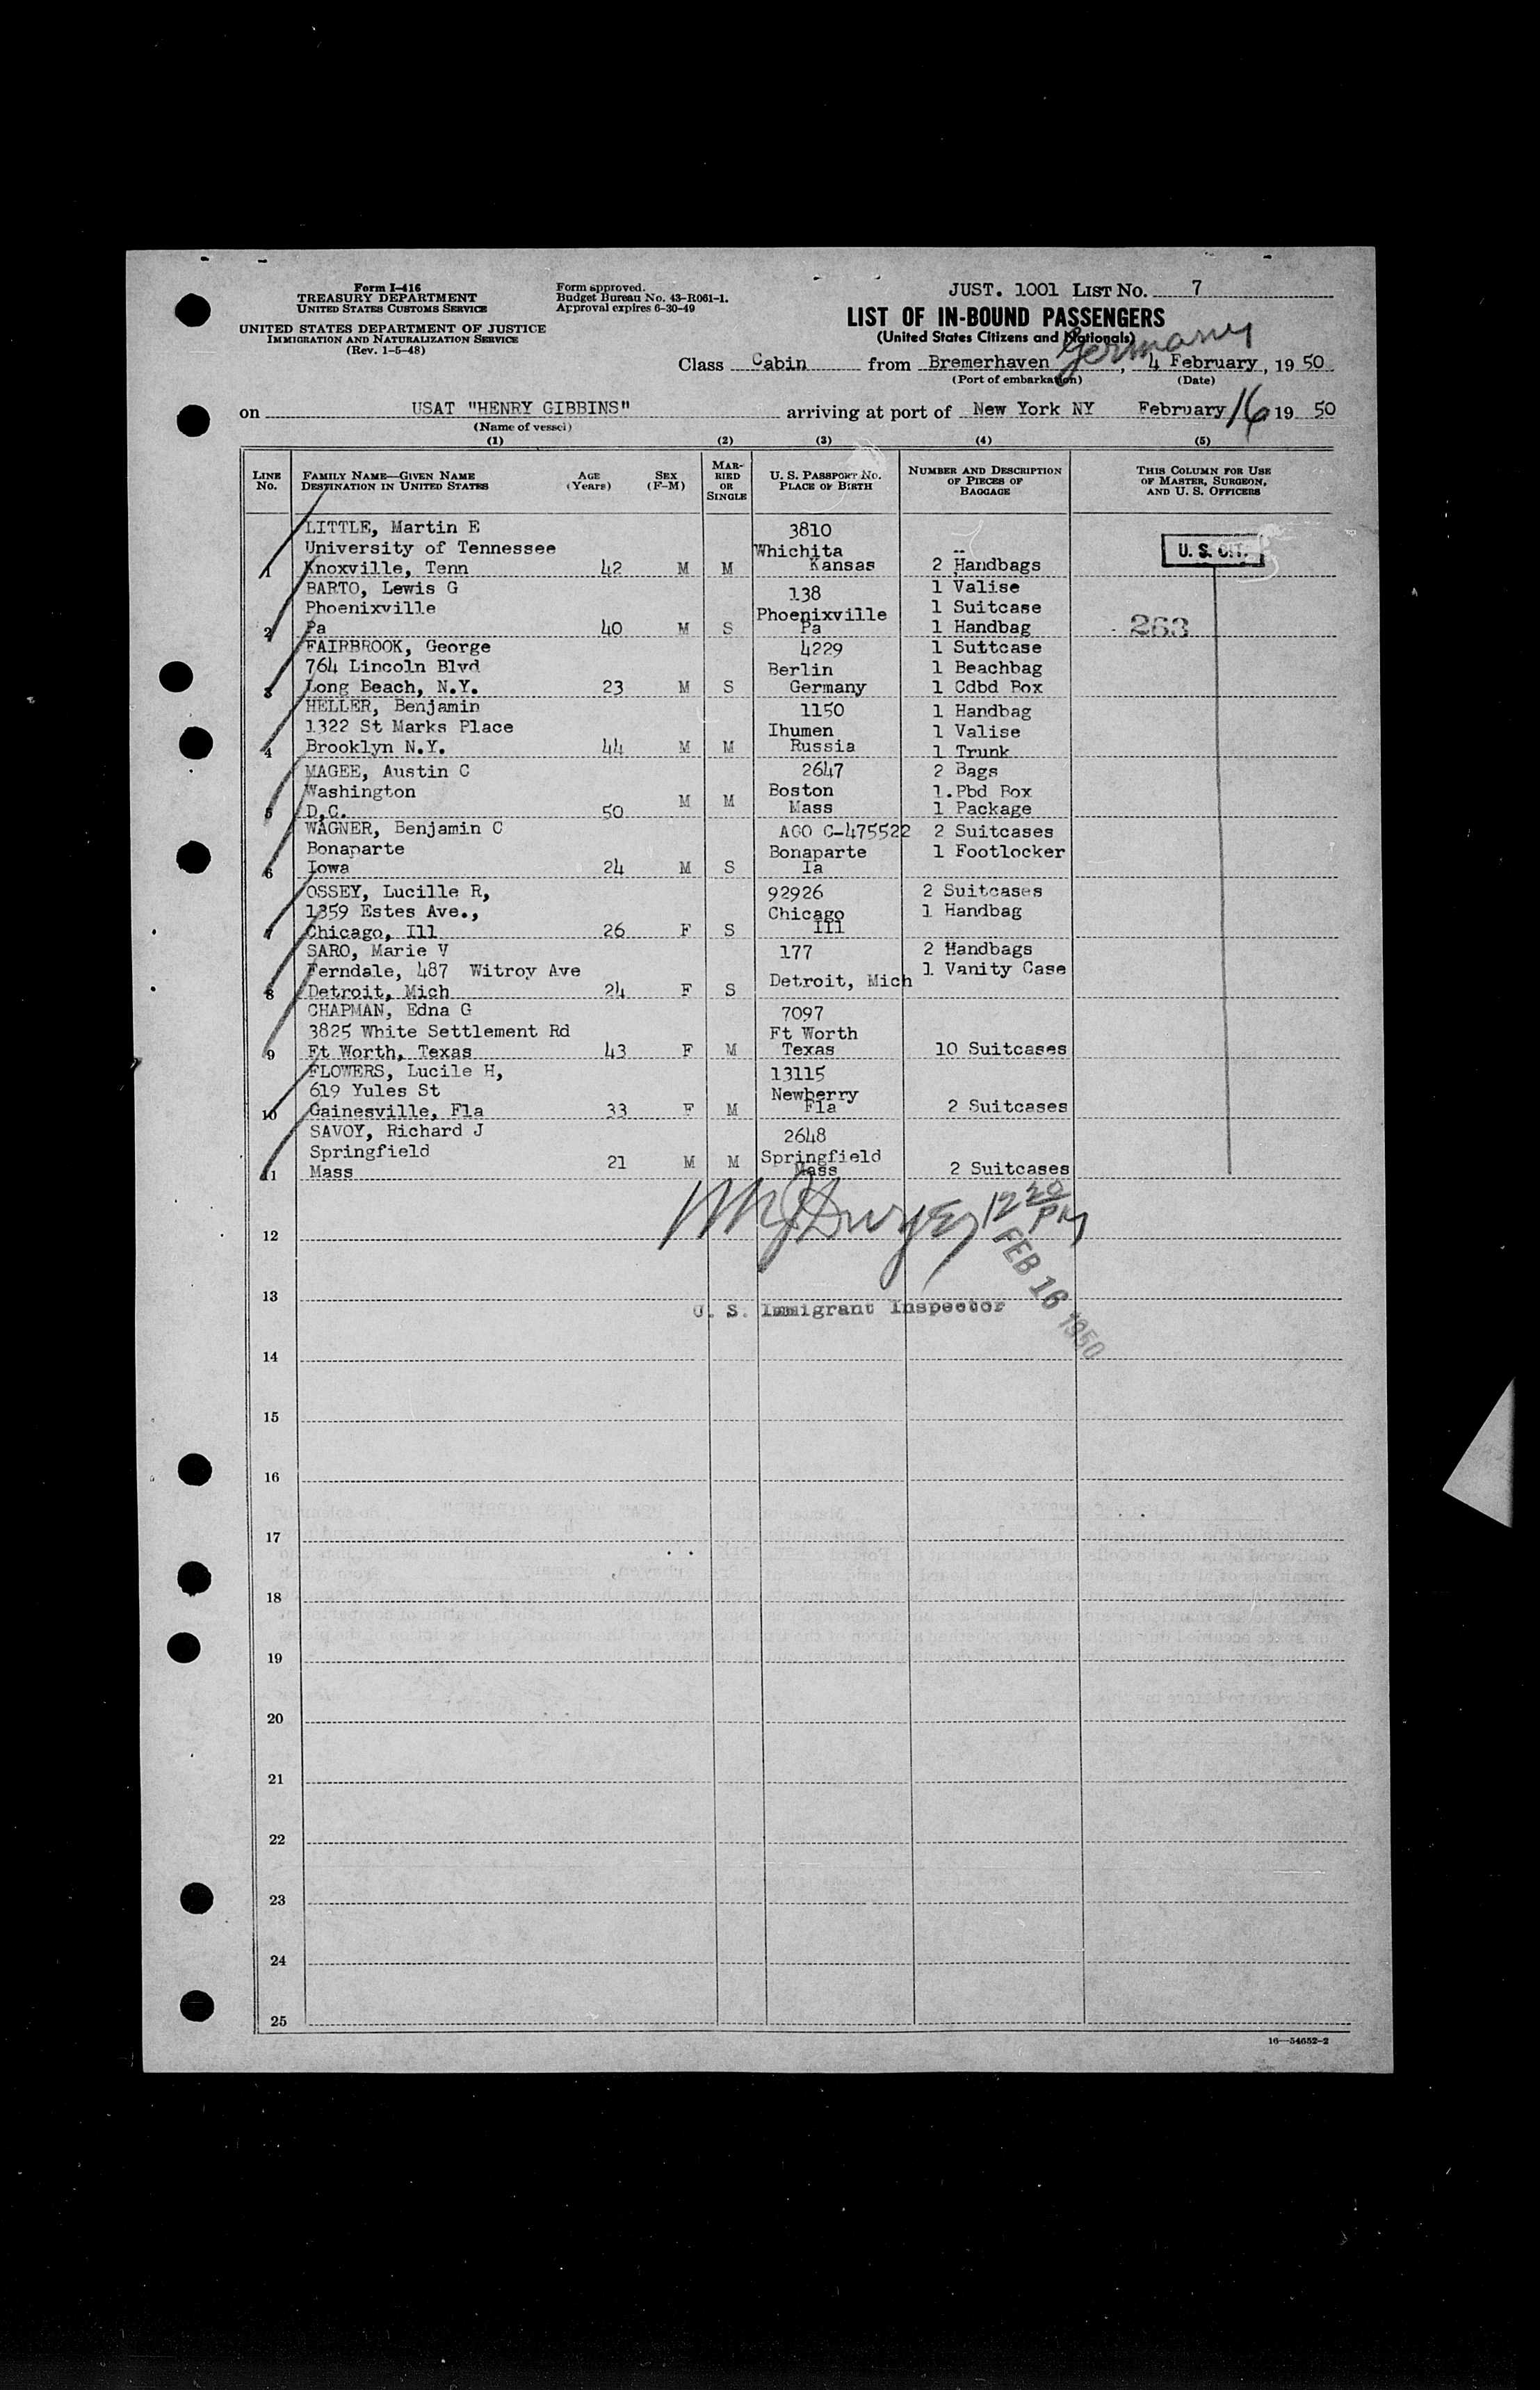 Form I-416
TREASURY DEPARTMENT
UNITED STATES CUSTOMS SERVICE
UNITED STATES DEPARTMENT OF JUSTICE
IMMIGRATION AND NATURALIZATION SERVICE
(Rev. 1-5-48)
Form approved.
Budget Bureau No. 43-R061-1.
Approval expires 6-30-49
JUST. 1001 LIST NO. 7
LIST OF IN-BOUND PASSENGERS
(United States Citizens and Nationals)
Class Cabin from Bremerhaven Germany, 4 February, 19 50
(Port of embarkation) (Date)
on USAT "HENRY GIBBINS" arriving at port of New York NY February 16 19 50
(Name of vessel)
(1) (2) (3) (4) (5)
LINE NO.
FAMILY NAME—GIVEN NAME
DESTINATION IN UNITED STATES
AGE (Years)
SEX (F-M)
MARRIED OR SINGLE
U. S. PASSPORT NO.
PLACE OF BIRTH
NUMBER AND DESCRIPTION OF PIECES OF BAGGAGE
THIS COLUMN FOR USE OF MASTER, SURGEON, AND U. S. OFFICERS
LITTLE, Martin E 3810
University of Tennessee Whichita --
1 Knoxville, Tenn 42 M M Kansas 2 Handbags
U. S. CIT.
BARTO, Lewis G 138 1 Valise
Phoenixville Phoenixville 1 Suitcase
2 Pa 40 M S Pa 1 Handbag 263
FAIRBROOK, George 4229 1 Suttcase
764 Lincoln Blvd Berlin 1 Beachbag
3 Long Beach, N.Y. 23 M S Germany 1 Cdbd Box
HELLER, Benjamin 1150 1 Handbag
1322 St Marks Place Ihumen 1 Valise
4 Brooklyn N.Y. 44 M M Russia 1 Trunk
MAGEE, Austin C 2647 2 Bags
Washington Boston 1.Pbd Box
5 D.C. 50 M M Mass 1 Package
WAGNER, Benjamin C AGO C-475522 2 Suitcases
Bonaparte Bonaparte 1 Footlocker
6 Iowa 24 M S Ia
OSSEY, Lucille R, 92926 2 Suitcases
1359 Estes Ave., Chicago 1 Handbag
7 Chicago, Ill 26 F S Ill
SARO, Marie V 177 2 Handbags
Ferndale, 487 Witroy Ave 1 Vanity Case
8 Detroit, Mich 24 F S Detroit, Mich
CHAPMAN, Edna G 7097
3825 White Settlement Rd Ft Worth
9 Ft Worth, Texas 43 F M Texas 10 Suitcases
FLOWERS, Lucile H, 13115
619 Yules St Newberry
10 Gainesville, Fla 33 F M Fla 2 Suitcases
SAVOY, Richard J 2648
Springfield Springfield
11 Mass 21 M M Mass 2 Suitcases
12 20 PM
12
FEB 16 1950
13
U. S. Immigrant Inspector
14
15
16
17
18
19
20
21
22
23
24
25
16—54652-2